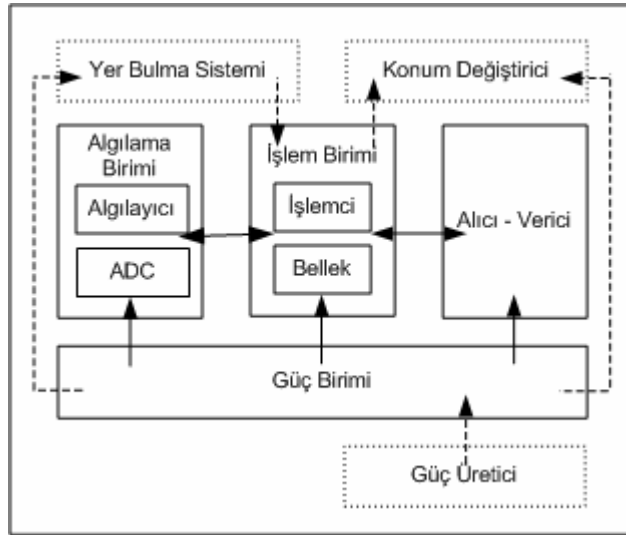 Yer Bulma Sistemi
Konum Değiştirici
Algılama
Birimi
Algılayıcı
ADC
İşlem Birimi
İşlemci
Bellek
Alıcı - Verici
Güç Birimi
Güç Üretici